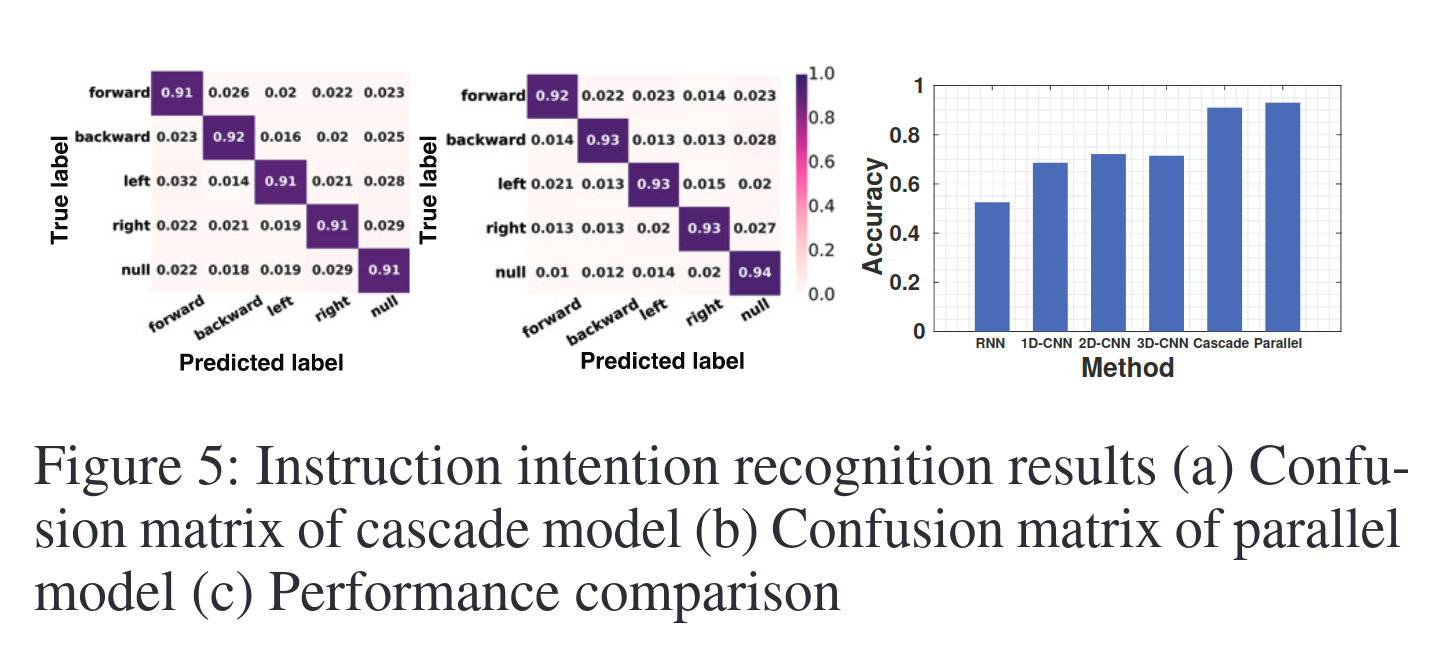 forward 0.91 0.026 0.02 0.022 0.023
backward 0.023 0.92 0.016 0.02 0.025
left 0.032 0.014 0.91 0.021 0.028
right 0.022 0.021 0.019 0.91 0.029
null 0.022 0.018 0.019 0.029 0.91
forward backward left right null
True label
Predicted label
forward 0.92 0.022 0.023 0.014 0.023
backward 0.014 0.93 0.013 0.013 0.028
left 0.021 0.013 0.93 0.015 0.02
right 0.013 0.013 0.02 0.93 0.027
null 0.01 0.012 0.014 0.02 0.94
forward backward left right null
True label
Predicted label
1.0
0.8
0.6
0.4
0.2
0.0
1
0.8
0.6
0.4
0.2
0
Accuracy
RNN 1D-CNN 2D-CNN 3D-CNN Cascade Parallel
Method
Figure 5: Instruction intention recognition results (a) Confu-
sion matrix of cascade model (b) Confusion matrix of parallel
model (c) Performance comparison